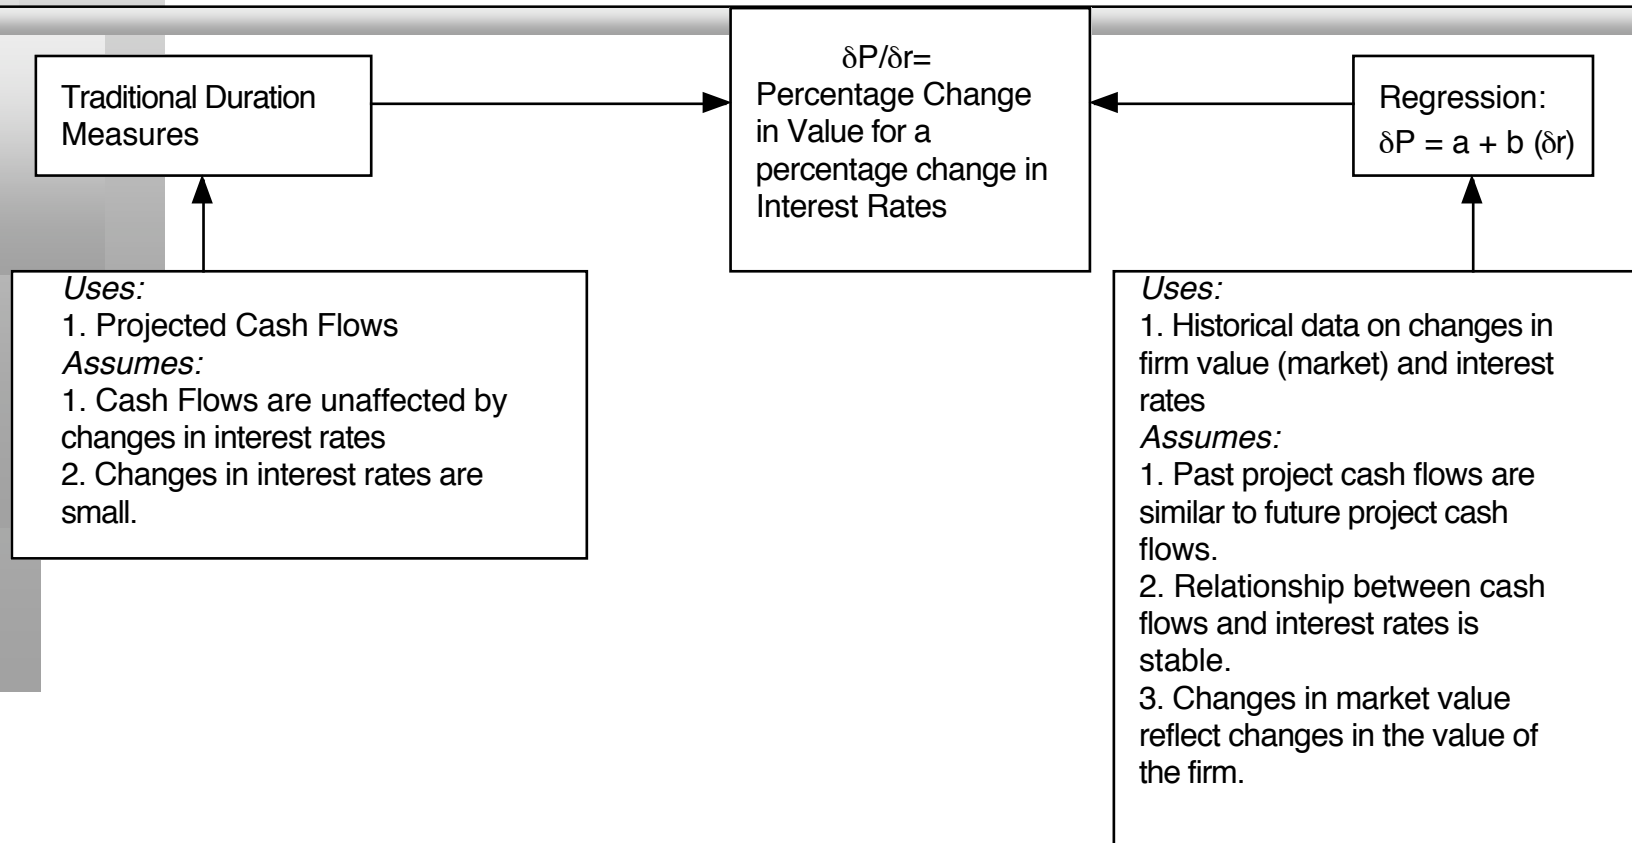 Traditional Duration
Measures
δP/δr=
Percentage Change
in Value for a
percentage change in
Interest Rates
Regression:
δP = a + b (δr)
Uses:
1. Projected Cash Flows
Assumes:
1. Cash Flows are unaffected by
changes in interest rates
2. Changes in interest rates are
small.
Uses:
1. Historical data on changes in
firm value (market) and interest
rates
Assumes:
1. Past project cash flows are
similar to future project cash
flows.
2. Relationship between cash
flows and interest rates is
stable.
3. Changes in market value
reflect changes in the value of
the firm.